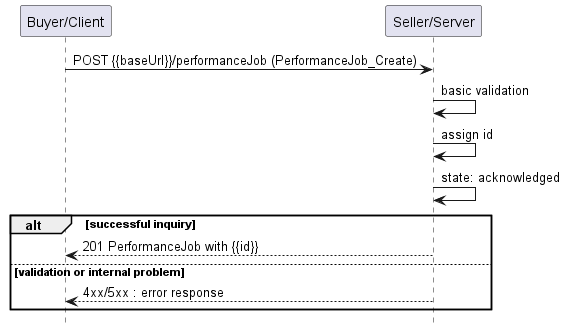 Buyer/Client
Seller/Server
POST {{baseUrl}}/performanceJob (PerformanceJob_Create)
basic validation
assign id
state: acknowledged
alt
[successful inquiry]
201 PerformanceJob with {{id}}
[validation or internal problem]
4xx/5xx : error response